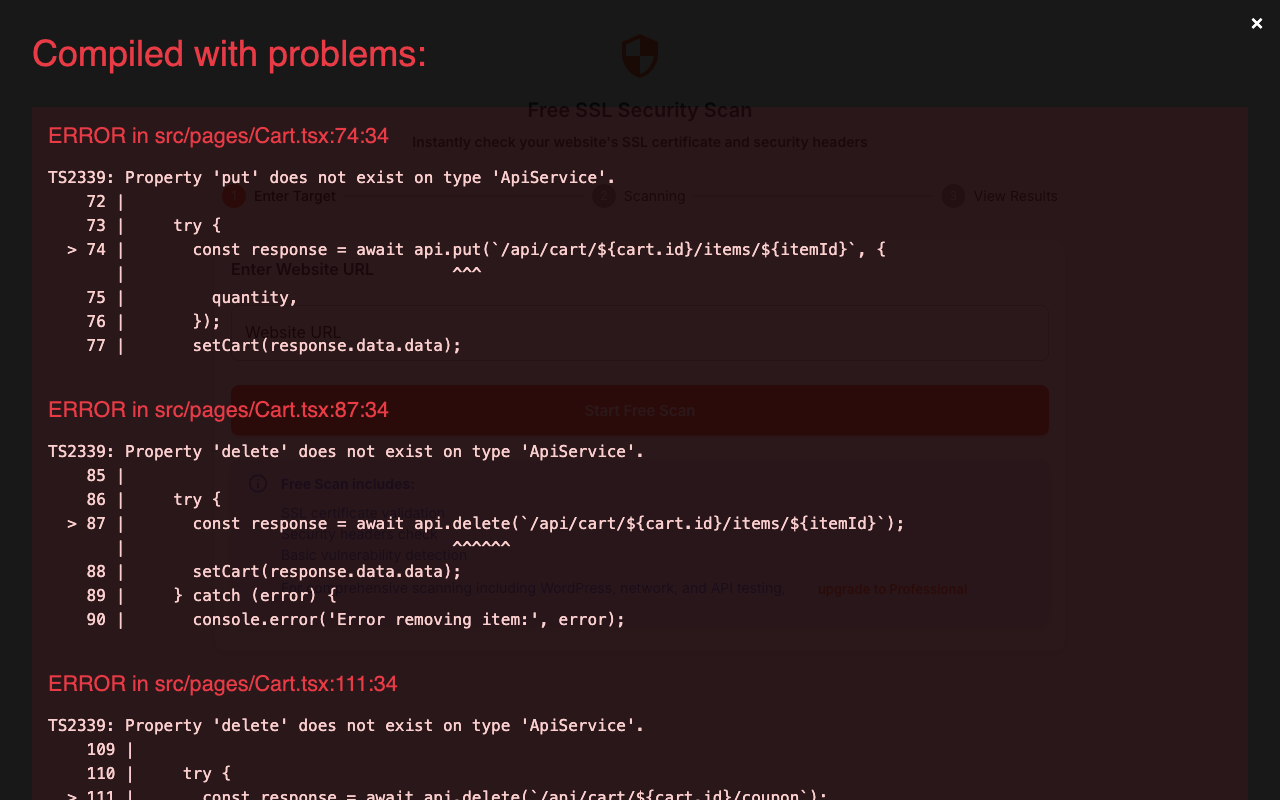 ×
Compiled with problems:
Free SSL Security Scan
ERROR in src/pages/Cart.tsx:74:34
Instantly check your website's SSL certificate and security headers
TS2339: Property 'put' does not exist on type 'ApiService'.
1 Enter Target
2 Scanning
3 View Results
72 |
73 |     try {
> 74 |       const response = await api.put(`/api/cart/${cart.id}/items/${itemId}`, {
|                                  ^^^
Enter Website URL
75 |         quantity,
76 |       });
Website URL
77 |       setCart(response.data.data);
ERROR in src/pages/Cart.tsx:87:34
Start Free Scan
TS2339: Property 'delete' does not exist on type 'ApiService'.
85 |
Free Scan includes:
86 |     try {
SSL certificate validation
> 87 |       const response = await api.delete(`/api/cart/${cart.id}/items/${itemId}`);
Security headers check
|                                  ^^^^^^
Basic vulnerability detection
88 |       setCart(response.data.data);
comprehensive scanning including WordPress, network, and API testing,
upgrade to Professional
89 |     } catch (error) {
90 |       console.error('Error removing item:', error);
ERROR in src/pages/Cart.tsx:111:34
TS2339: Property 'delete' does not exist on type 'ApiService'.
109 |
110 |     try {
> 111 |       const response = await api.delete(`/api/cart/${cart.id}/coupon`);